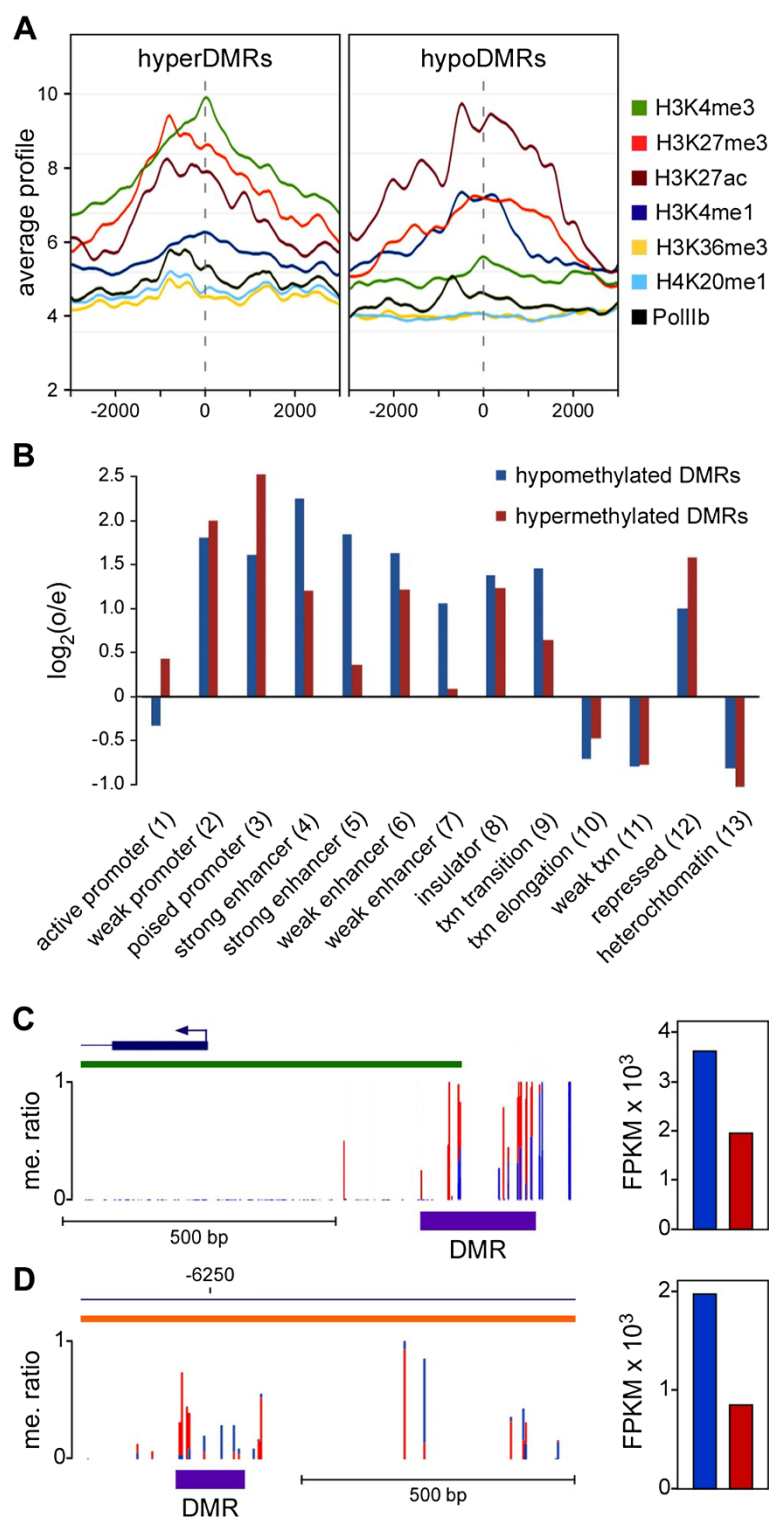 A
hyperDMRs
hypoDMRs
average profile
10
8
6
4
2
-2000
0
2000
-2000
0
2000
H3K4me3
H3K27me3
H3K27ac
H3K4me1
H3K36me3
H4K20me1
PolIIb
B
hypomethylated DMRs
hypermethylated DMRs
log2(o/e)
2.5
2.0
1.5
1.0
0.5
0
-0.5
-1.0
active promoter (1)
weak promoter (2)
poised promoter (3)
strong enhancer (4)
strong enhancer (5)
weak enhancer (6)
weak enhancer (7)
insulator (8)
txn transition (9)
txn elongation (10)
weak txn (11)
repressed (12)
heterochtomatin (13)
C
me. ratio
1
0
500 bp
DMR
FPKM x 10³
4
3
2
1
0
D
-6250
me. ratio
1
0
DMR
500 bp
FPKM x 10³
2
1
0